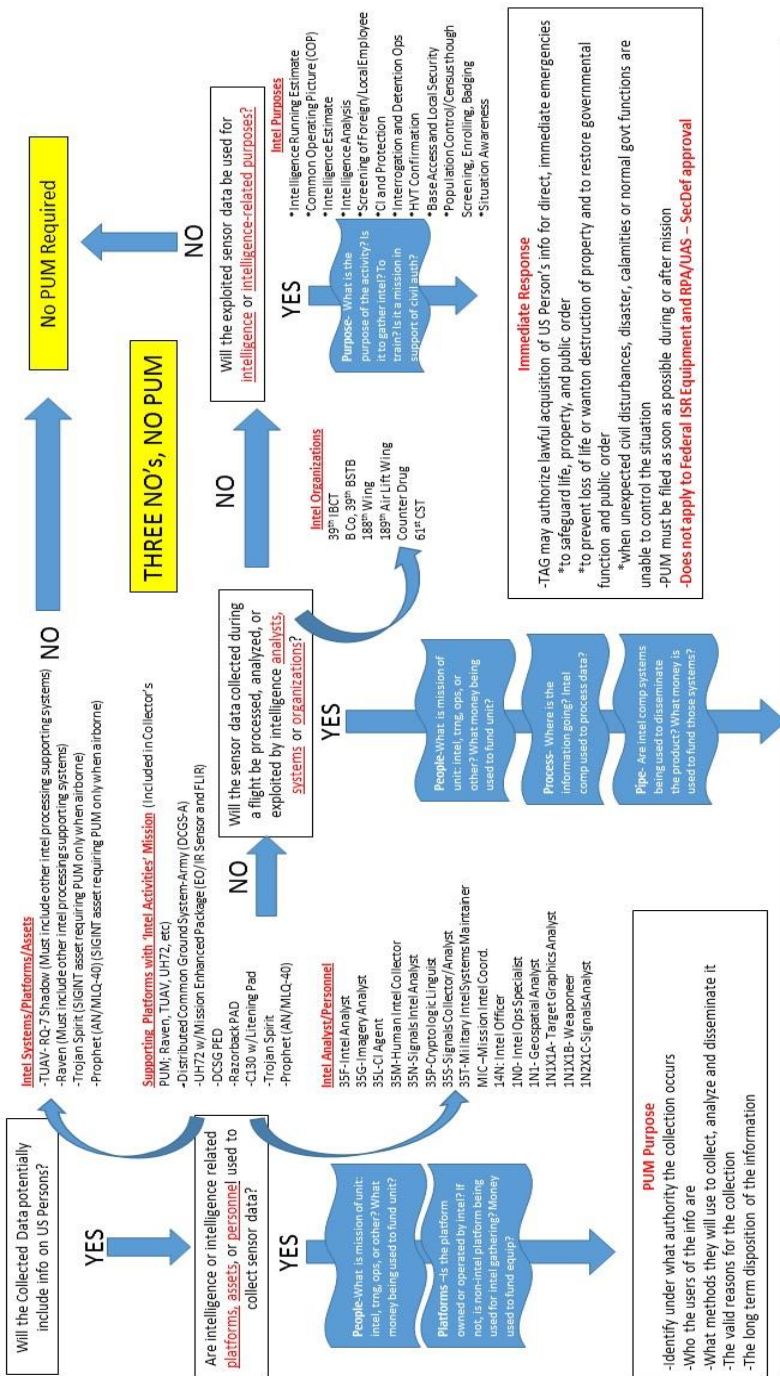 Will the Collected Data potentially
include info on US Persons?
YES
Are intelligence or intelligence related
platforms, assets, or personnel used to
collect sensor data?
YES
People-What is mission of unit:
intel, trng, ops, or other? What
money being used to fund unit?
Platforms –Is the platform
owned or operated by intel? If
not, is non-intel platform being
used for intel gathering? Money
used to fund equip?
PUM Purpose
-Identify under what authority the collection occurs
-Who the users of the info are
-What methods they will use to collect, analyze and disseminate it
-The valid reasons for the collection
-The long term disposition of the information
Intel Systems/Platforms/Assets
-TUAV- RQ-7 Shadow (Must include other intel processing supporting systems)
-Raven (Must include other intel processing supporting systems)
-Trojan Spirit (SIGINT asset requiring PUM only when airborne)
-Prophet (AN/MLQ-40) (SIGINT asset requiring PUM only when airborne)
NO
No PUM Required
Supporting Platforms with 'Intel Activities' Mission (Included in Collector's
PUM; Raven, TUAV, UH72, etc)
-Distributed Common Ground System-Army (DCGS-A)
-UH72 w/Mission Enhanced Package (EO/IR Sensor and FLIR)
-DCSG PED
-Razorback PAD
-C130 w/Litening Pad
-Trojan Spirit
-Prophet (AN/MLQ-40)
THREE NO's, NO PUM
Intel Analyst/Personnel
35F- Intel Analyst
35G- Imagery Analyst
35L- CI Agent
35M- Human Intel Collector
35N- Signals Intel Analyst
35P-Cryptologic Linguist
35S- Signals Collector/Analyst
35T- Military Intel Systems Maintainer
MIC –Mission Intel Coord.
14N: Intel Officer
1N0- Intel Ops Specialist
1N1- Geospatial Analyst
1N1X1A- Target Graphics Analyst
1N1X1B- Weaponeer
1N2X1C-Signals Analyst
NO
Will the sensor data collected during
a flight be processed, analyzed, or
exploited by intelligence analysts,
systems or organizations?
YES
People-What is mission of
unit: intel, trng, ops, or
other? What money being
used to fund unit?
Process- Where is the
information going? Intel
comp used to process data?
Pipe- Are intel comp systems
being used to disseminate
the product? What money is
used to fund those systems?
Intel Organizations
39th IBCT
B Co, 39th BSTB
188th Wing
189th Air Lift Wing
Counter Drug
61st CST
NO
Will the exploited sensor data be used for
intelligence or intelligence-related purposes?
NO
YES
Purpose- What is the
purpose of the activity? Is
it to gather intel? To
train? Is it a mission in
support of civil auth?
Intel Purposes
*Intelligence Running Estimate
*Common Operating Picture (COP)
*Intelligence Estimate
*Intelligence Analysis
*Screening of Foreign/Local Employee
*CI and Protection
*Interrogation and Detention Ops
*HVT Confirmation
*Base Access and Local Security
*Population Control/Census though
Screening, Enrolling, Badging
*Situation Awareness
Immediate Response
-TAG may authorize lawful acquisition of US Person's info for direct, immediate emergencies
*to safeguard life, property, and public order
*to prevent loss of life or wanton destruction of property and to restore governmental
function and public order
*when unexpected civil disturbances, disaster, calamities or normal govt functions are
unable to control the situation
-PUM must be filed as soon as possible during or after mission
-Does not apply to Federal ISR Equipment and RPA/UAS – SecDef approval